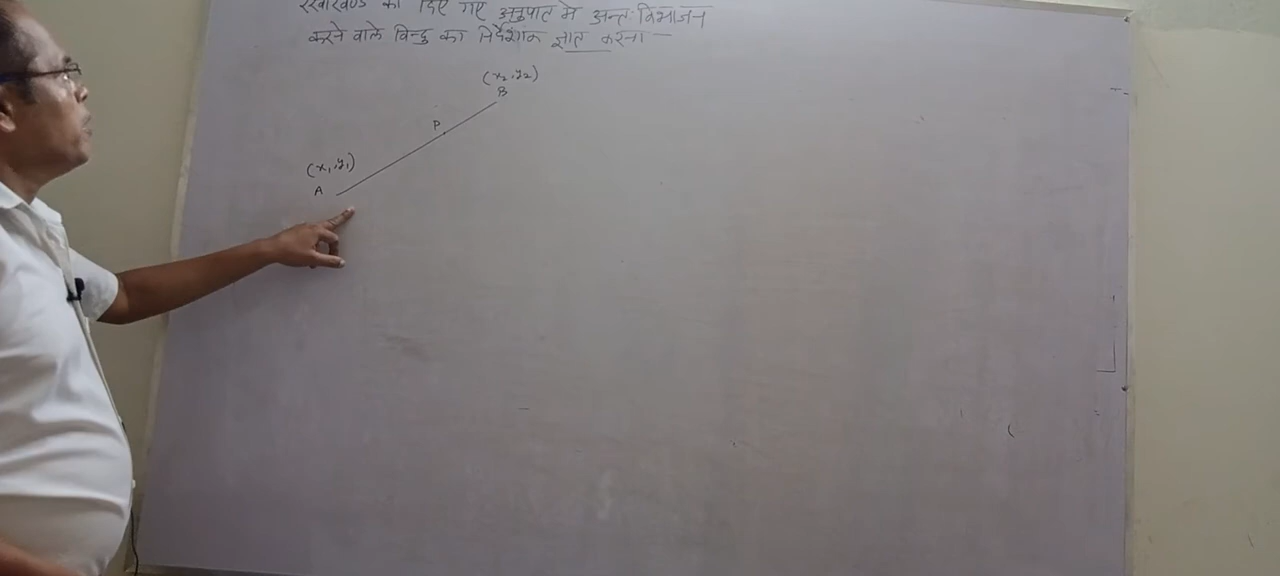 रेखाखण्ड को दिए गए अनुपात में अन्तः विभाजन
करने वाले विन्दु का निर्देशांक ज्ञात करना —
(x₂, y₂)
B
P
(x₁, y₁)
A